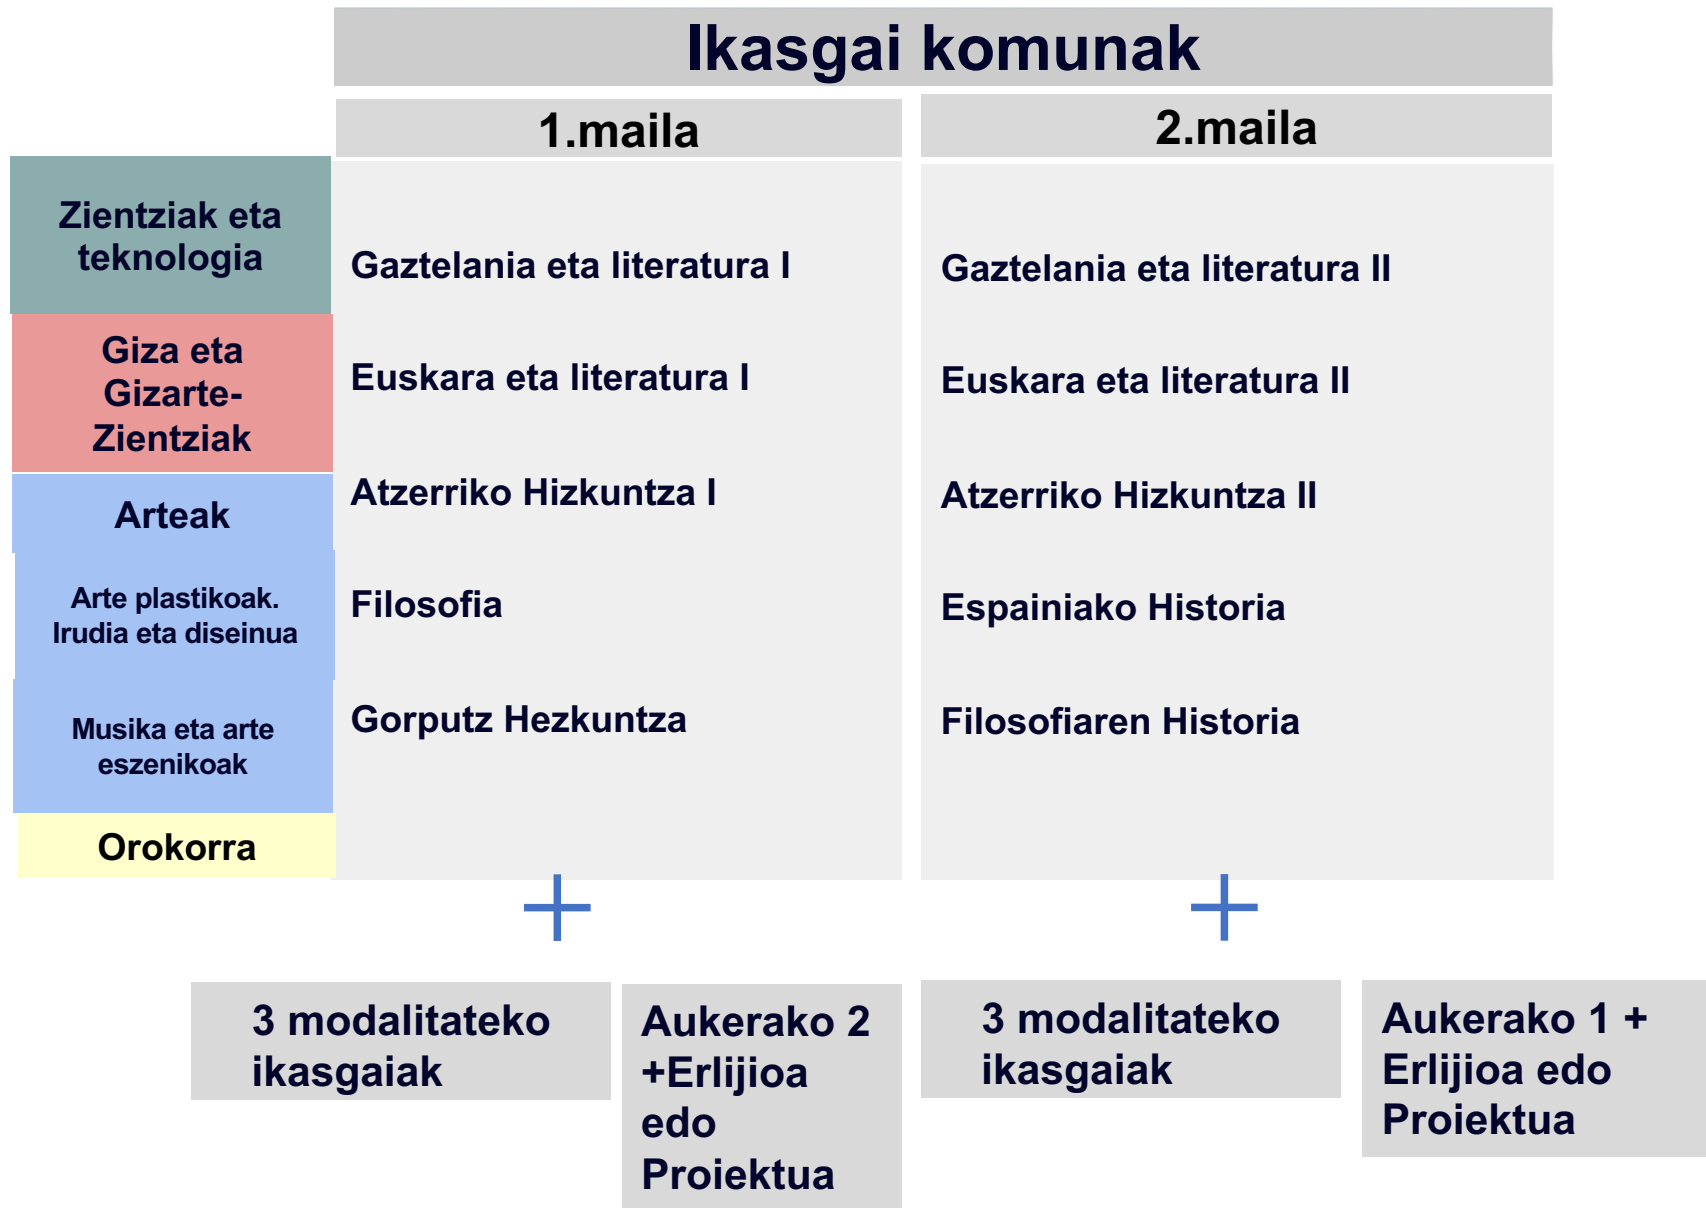 Ikasgai komunak
1.maila
2.maila
Zientziak eta
teknologia
Giza eta
Gizarte-
Zientziak
Arteak
Arte plastikoak.
Irudia eta diseinua
Musika eta arte
eszenikoak
Orokorra
Gaztelania eta literatura I
Euskara eta literatura I
Atzerriko Hizkuntza I
Filosofia
Gorputz Hezkuntza
Gaztelania eta literatura II
Euskara eta literatura II
Atzerriko Hizkuntza II
Espainiako Historia
Filosofiaren Historia
+
+
3 modalitateko
ikasgaiak
Aukerako 2
+Erlijioa
edo
Proiektua
3 modalitateko
ikasgaiak
Aukerako 1 +
Erlijioa edo
Proiektua